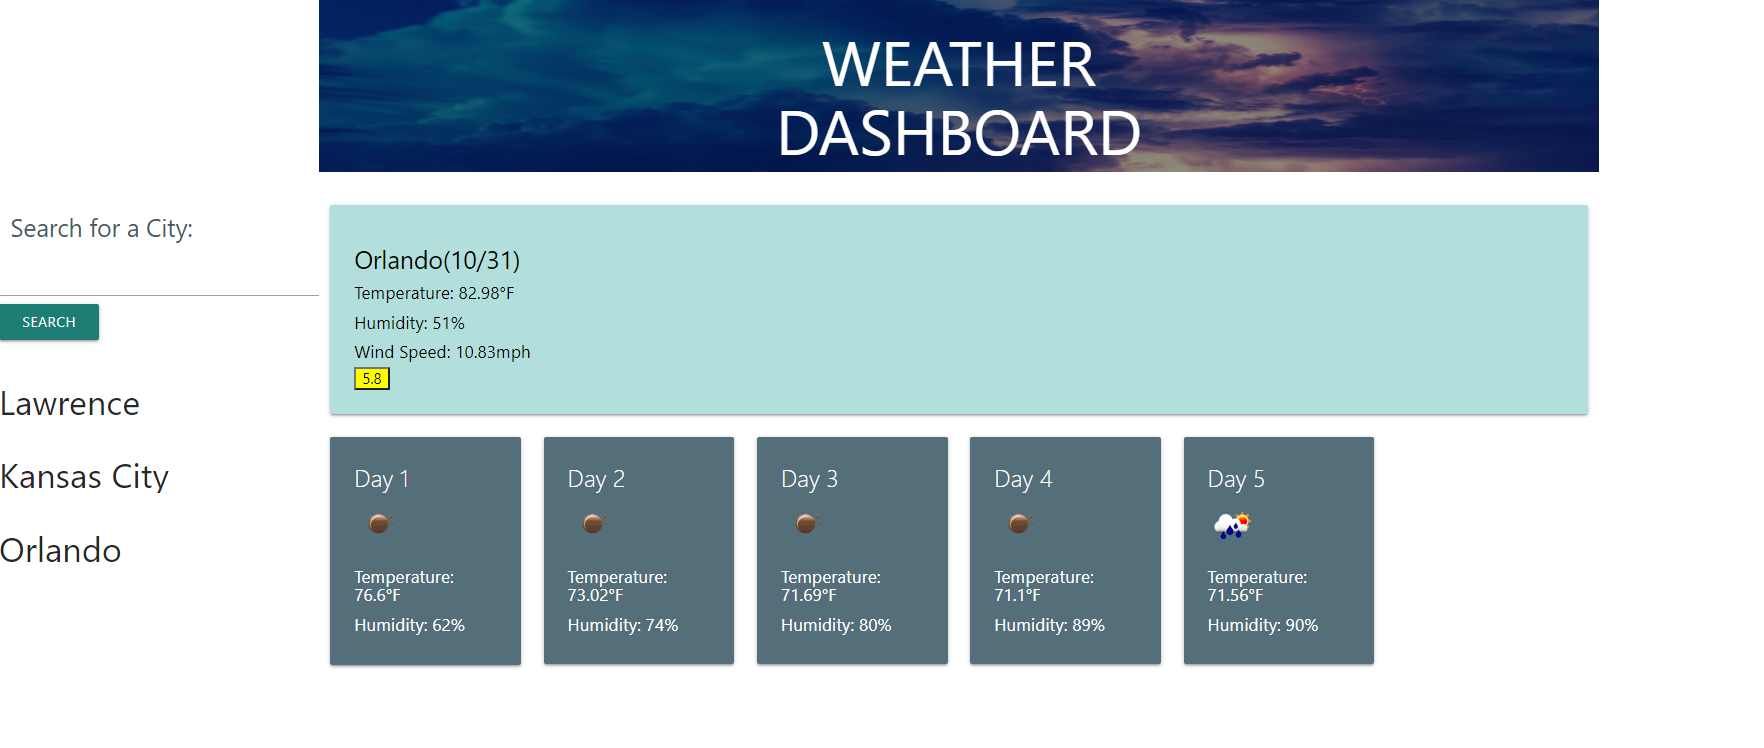 WEATHER
DASHBOARD
Search for a City:
SEARCH
Lawrence
Kansas City
Orlando
Orlando(10/31)
Temperature: 82.98°F
Humidity: 51%
Wind Speed: 10.83mph
5.8
Day 1
Temperature:
76.6°F
Humidity: 62%
Day 2
Temperature:
73.02°F
Humidity: 74%
Day 3
Temperature:
71.69°F
Humidity: 80%
Day 4
Temperature:
71.1°F
Humidity: 89%
Day 5
Temperature:
71.56°F
Humidity: 90%